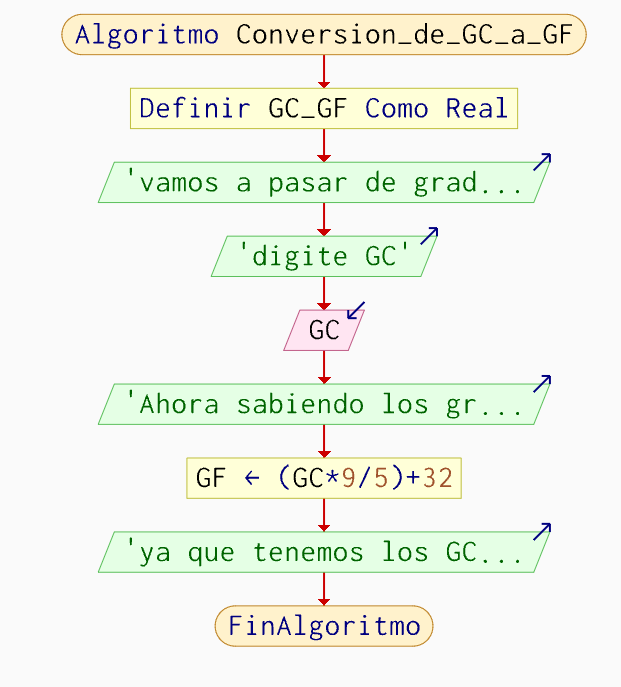 Algoritmo Conversion_de_GC_a_GF
Definir GC_GF Como Real
'vamos a pasar de grad...
'digite GC'
GC
'Ahora sabiendo los gr...
GF ← (GC*9/5)+32
'ya que tenemos los GC...
FinAlgoritmo